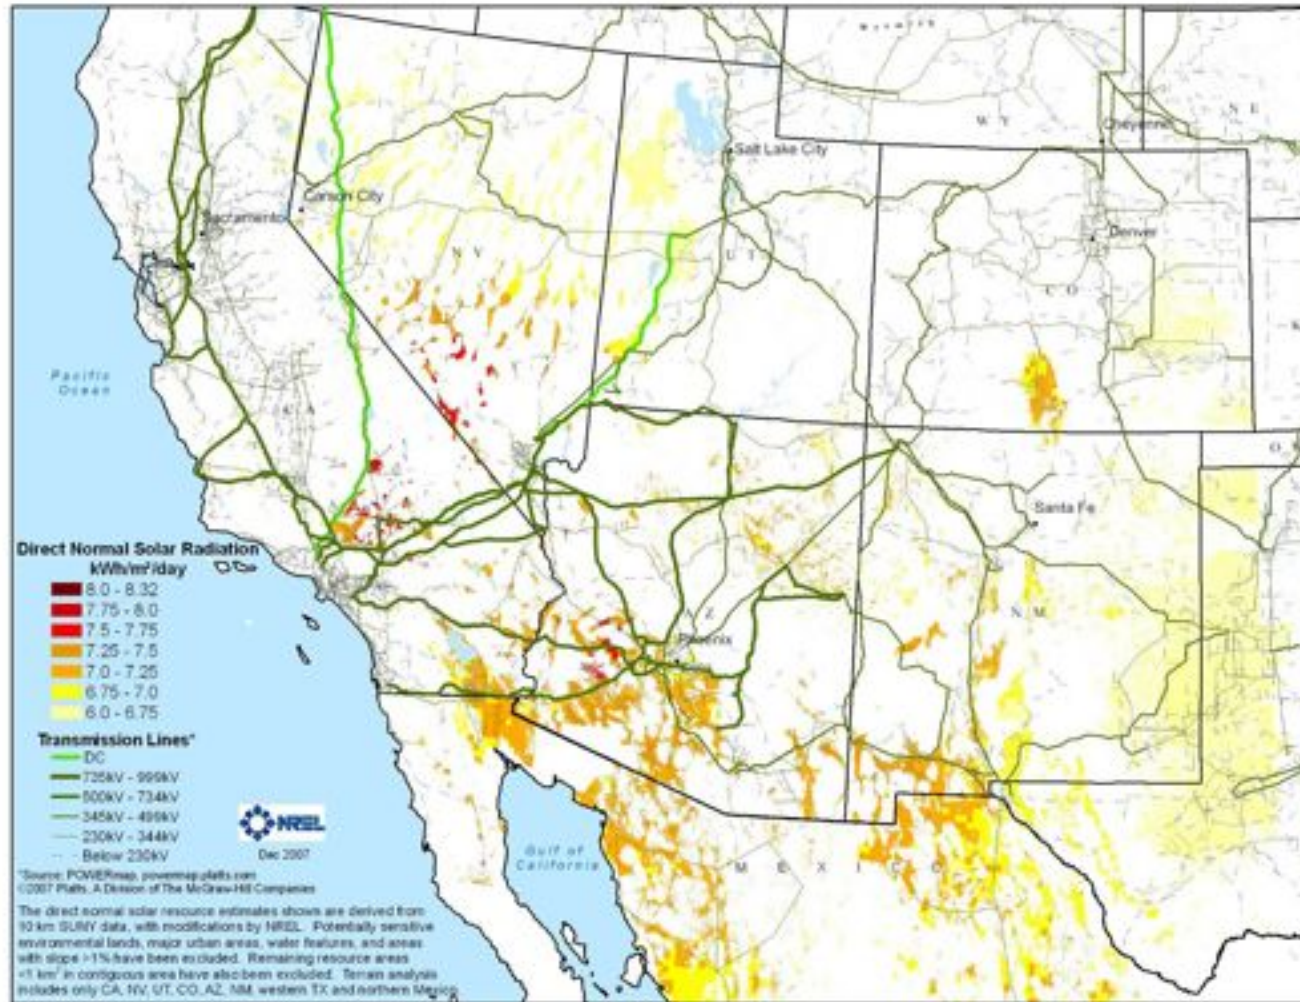 Wyoming
N E
W Y
Cheyenne
Salt Lake City
Carson City
Sacramento
N V
U T
Denver
C O
Pacific
Ocean
C A
O
Santa Fe
Direct Normal Solar Radiation
kWh/m²/day
8.0 - 8.32
7.75 - 8.0
7.5 - 7.75
7.25 - 7.5
7.0 - 7.25
6.75 - 7.0
6.0 - 6.75
A Z
N M
Phoenix
Transmission Lines*
DC
735kV - 999kV
500kV - 734kV
345kV - 499kV
230kV - 344kV
Below 230kV
NREL
Dec 2007
Gulf of
California
M E X I C O
*Source: POWERmap, powermap.platts.com
©2007 Platts, A Division of The McGraw-Hill Companies
The direct normal solar resource estimates shown are derived from
10 km SUNY data, with modifications by NREL. Potentially sensitive
environmental lands, major urban areas, water features, and areas
with slope >1% have been excluded. Remaining resource areas
<1 km² in contiguous area have also been excluded. Terrain analysis
includes only CA, NV, UT, CO, AZ, NM, western TX and northern Mexico